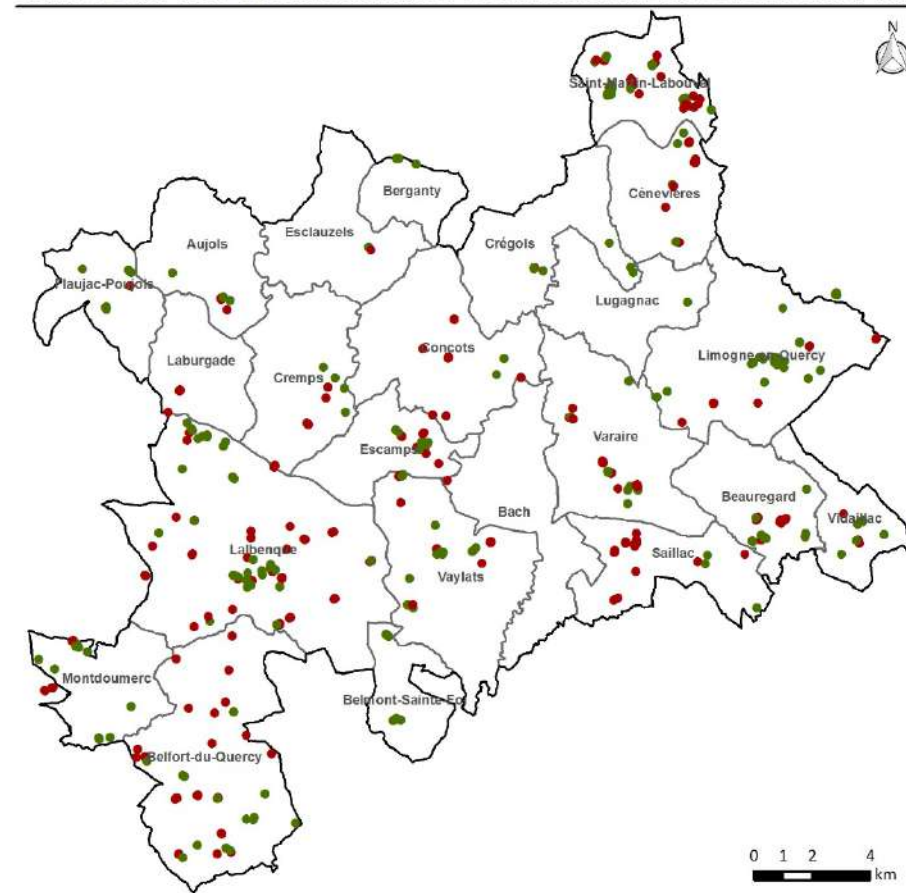 N
Saint-Martin-Labouval
Cénevières
Berganty
Esclauzels
Crégols
Aujols
Flaujac-Poujols
Lugagnac
Laburgade
Concots
Limogne-en-Quercy
Cremps
Escamps
Varaire
Beauregard
Bach
Vidaillac
Lalbenque
Saillac
Vaylats
Montdoumerc
Belmont-Sainte-Foi
Belfort-du-Quercy
0 1 2 4
km